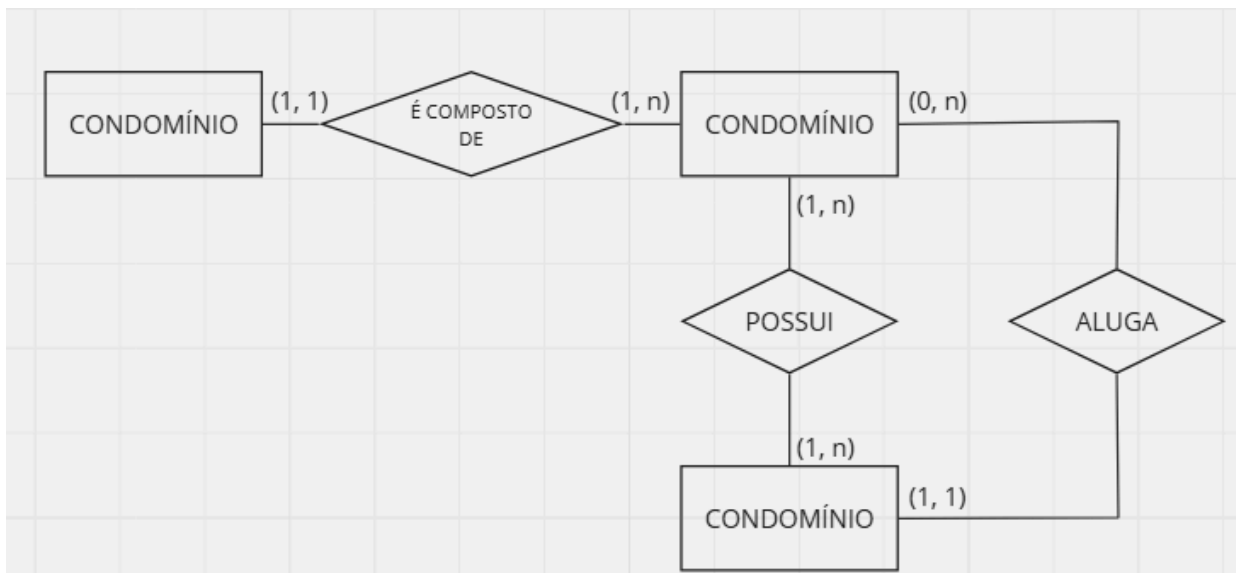 CONDOMÍNIO
(1, 1)
É COMPOSTO
DE
(1, n)
CONDOMÍNIO
(0, n)
(1, n)
POSSUI
ALUGA
(1, n)
CONDOMÍNIO
(1, 1)